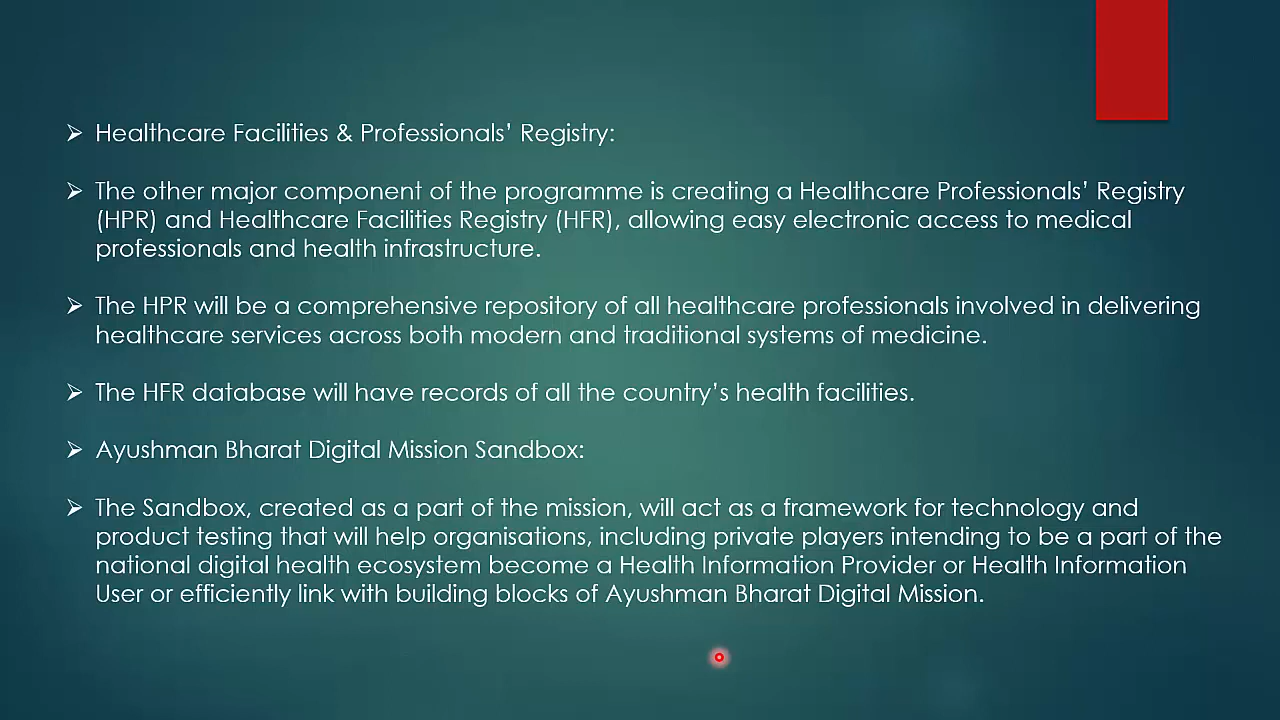 ➢ Healthcare Facilities & Professionals’ Registry:
➢ The other major component of the programme is creating a Healthcare Professionals’ Registry
(HPR) and Healthcare Facilities Registry (HFR), allowing easy electronic access to medical
professionals and health infrastructure.
➢ The HPR will be a comprehensive repository of all healthcare professionals involved in delivering
healthcare services across both modern and traditional systems of medicine.
➢ The HFR database will have records of all the country’s health facilities.
➢ Ayushman Bharat Digital Mission Sandbox:
➢ The Sandbox, created as a part of the mission, will act as a framework for technology and
product testing that will help organisations, including private players intending to be a part of the
national digital health ecosystem become a Health Information Provider or Health Information
User or efficiently link with building blocks of Ayushman Bharat Digital Mission.